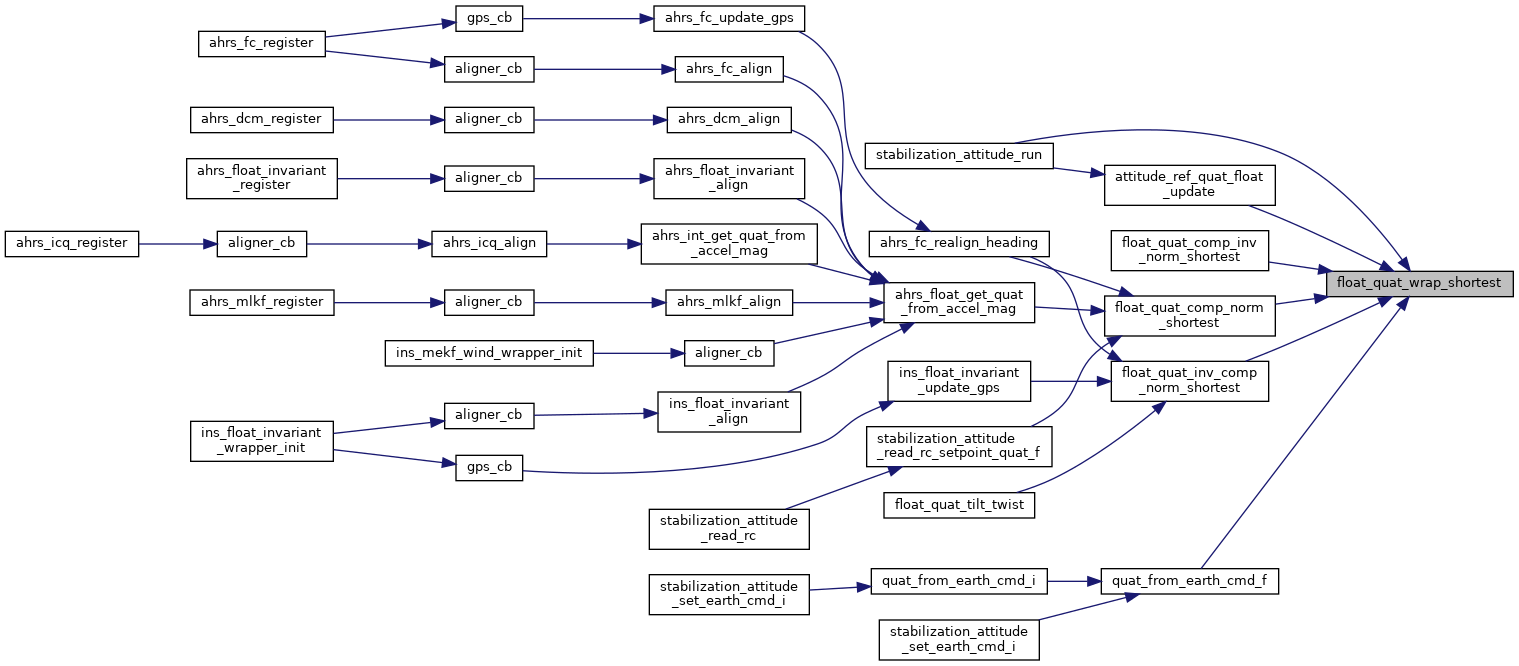 gps_cb
ahrs_fc_update_gps
ahrs_fc_register
aligner_cb
ahrs_fc_align
ahrs_dcm_register
aligner_cb
ahrs_dcm_align
stabilization_attitude_run
ahrs_float_invariant
_register
aligner_cb
ahrs_float_invariant
_align
attitude_ref_quat_float
_update
ahrs_icq_register
aligner_cb
ahrs_icq_align
ahrs_int_get_quat_from
_accel_mag
ahrs_fc_realign_heading
float_quat_comp_inv
_norm_shortest
float_quat_wrap_shortest
ahrs_mlkf_register
aligner_cb
ahrs_mlkf_align
ahrs_float_get_quat
_from_accel_mag
float_quat_comp_norm
_shortest
ins_mekf_wind_wrapper_init
aligner_cb
ins_float_invariant
_update_gps
float_quat_inv_comp
_norm_shortest
ins_float_invariant
_wrapper_init
aligner_cb
ins_float_invariant
_align
gps_cb
stabilization_attitude
_read_rc_setpoint_quat_f
float_quat_tilt_twist
stabilization_attitude
_read_rc
stabilization_attitude
_set_earth_cmd_i
quat_from_earth_cmd_i
quat_from_earth_cmd_f
stabilization_attitude
_set_earth_cmd_i